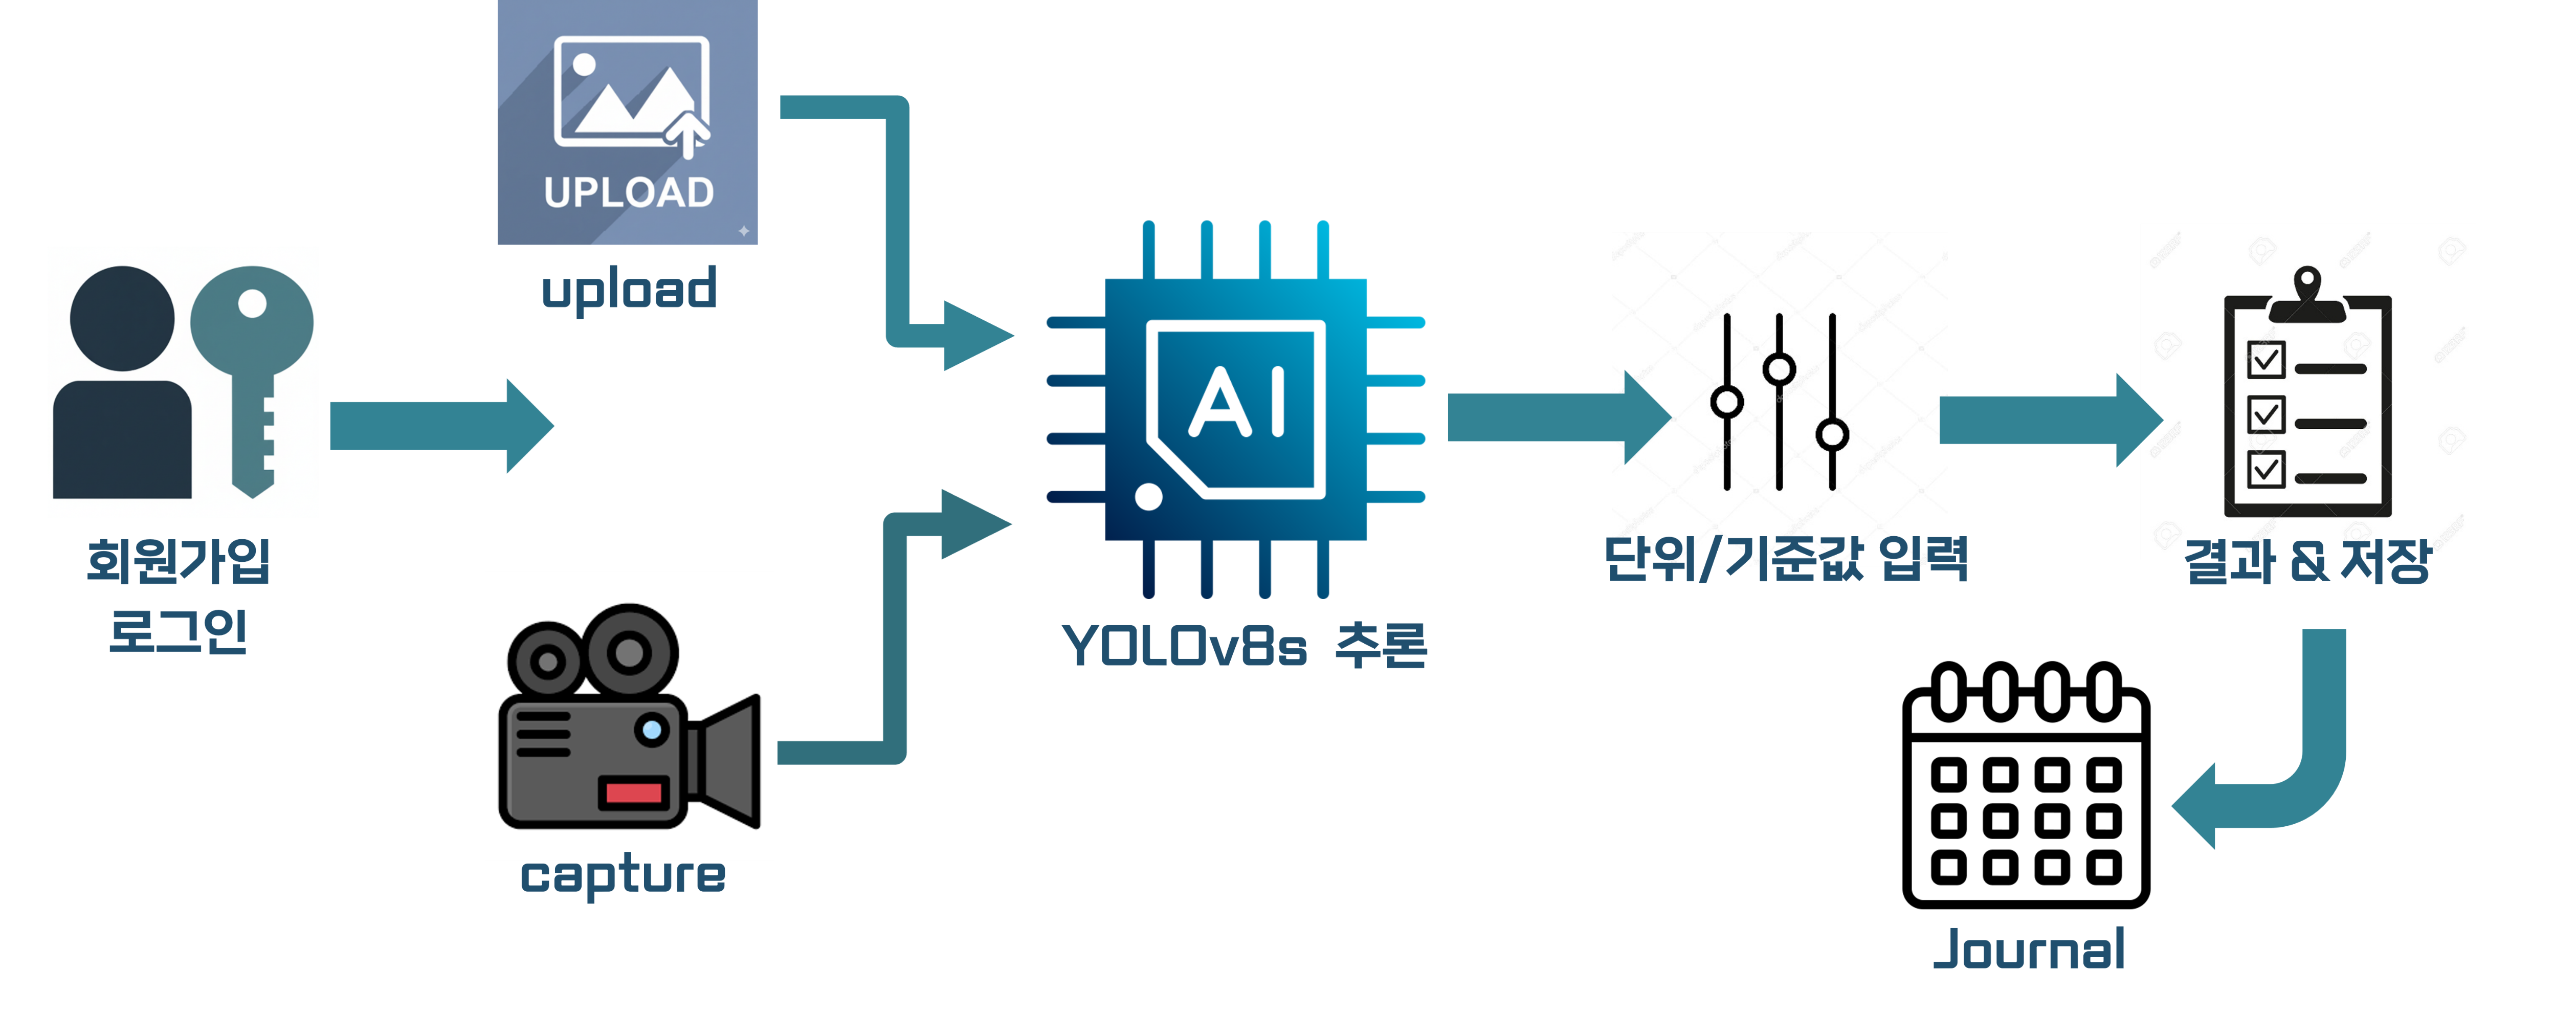 회원가입
로그인
UPLOAD
upload
capture
AI
YOLOv8s 추론
단위/기준값 입력
결과 & 저장
Journal